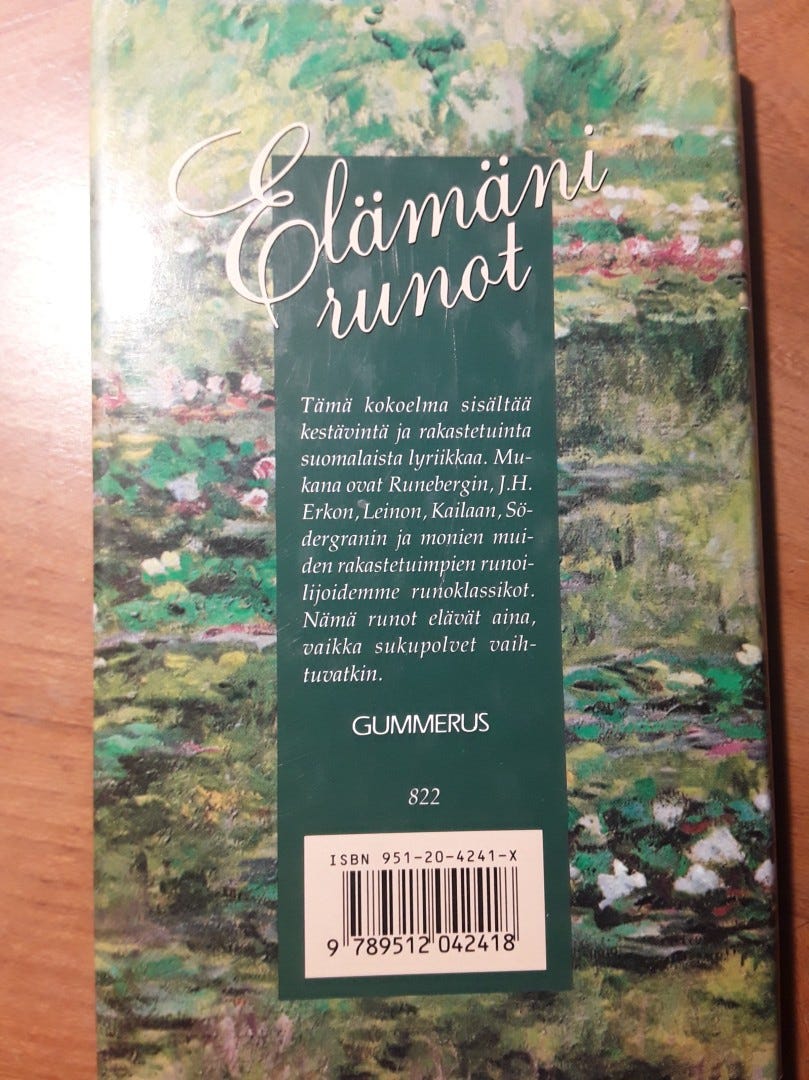 Elämäni
runot
Tämä kokoelma sisältää
kestävintä ja rakastetuinta
suomalaista lyriikkaa. Mu-
kana ovat Runebergin, J.H.
Erkon, Leinon, Kailaan, Sö-
dergranin ja monien mui-
den rakastetuimpien runoi-
lijoidemme runoklassikot.
Nämä runot elävät aina,
vaikka sukupolvet vaih-
tuvatkin.
GUMMERUS
822
ISBN 951-20-4241-X
9 789512 042418